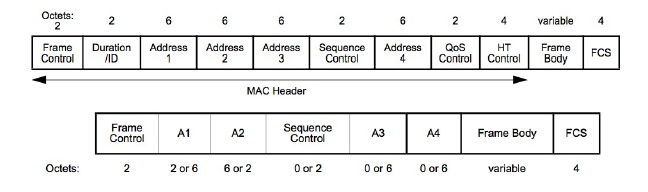 Octets:
2 2 6 6 6 2 6 2 4 variable 4
Frame Control Duration /ID Address 1 Address 2 Address 3 Sequence Control Address 4 QoS Control HT Control Frame Body FCS
MAC Header
Frame Control A1 A2 Sequence Control A3 A4 Frame Body FCS
Octets: 2 2 or 6 6 or 2 0 or 2 0 or 6 0 or 6 variable 4